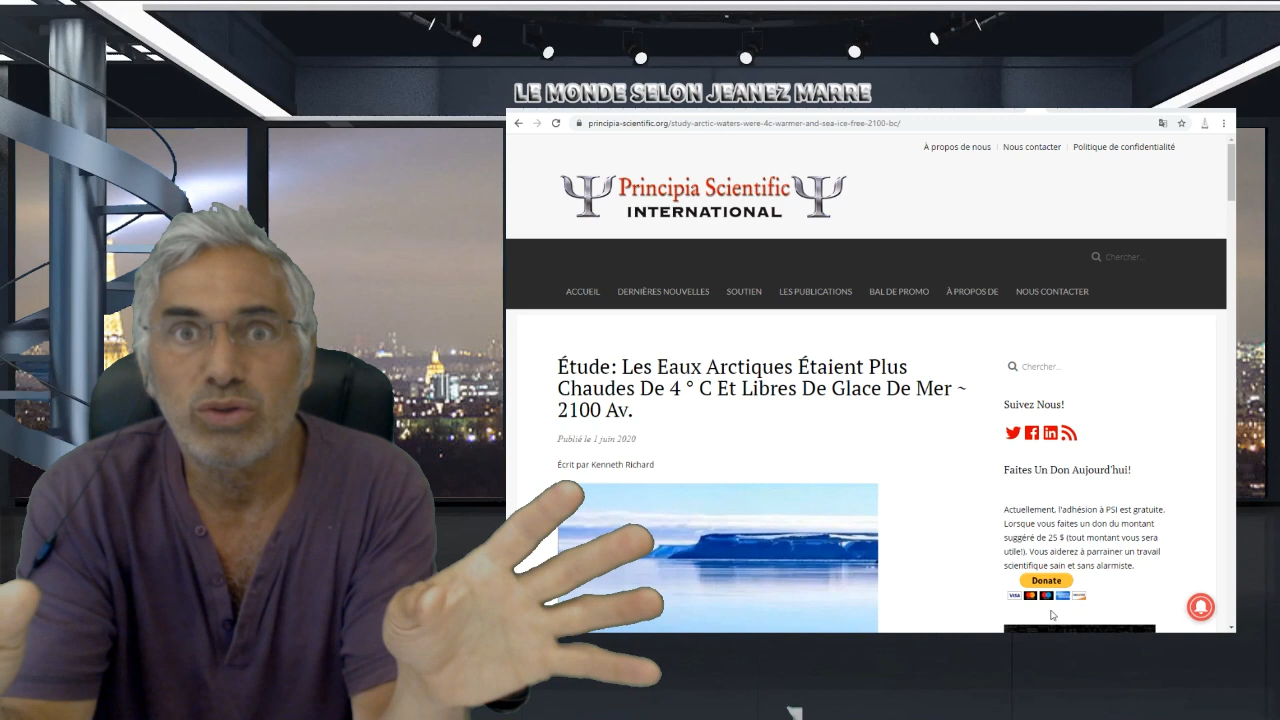 LE MONDE SELON JEANEZ MARRE
principia-scientific.org/study-arctic-waters-were-4c-warmer-and-sea-ice-free-2100-bc/
À propos de nous | Nous contacter | Politique de confidentialité
Principia Scientific
INTERNATIONAL
Chercher...
ACCUEIL DERNIÈRES NOUVELLES SOUTIEN LES PUBLICATIONS BAL DE PROMO À PROPOS DE NOUS CONTACTER
Étude: Les Eaux Arctiques Étaient Plus
Chaudes De 4 ° C Et Libres De Glace De Mer ~
2100 Av.
Publié le 1 juin 2020
Écrit par Kenneth Richard
Chercher...
Suivez Nous!
Faites Un Don Aujourd'hui!
Actuellement, l'adhésion à PSI est gratuite.
Lorsque vous faites un don du montant
suggéré de 25 $ (tout montant vous sera
utile!), Vous aiderez à parrainer un travail
scientifique sain et sans alarmiste.
Donate
VISA